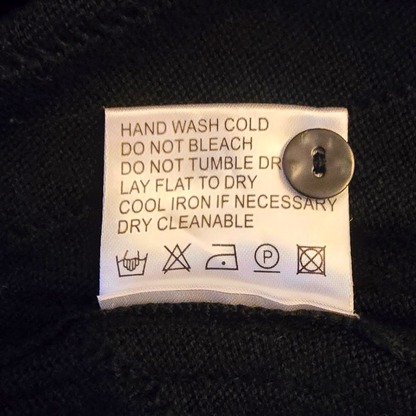 HAND WASH COLD
DO NOT BLEACH
DO NOT TUMBLE DR
LAY FLAT TO DRY
COOL IRON IF NECESSARY
DRY CLEANABLE
P